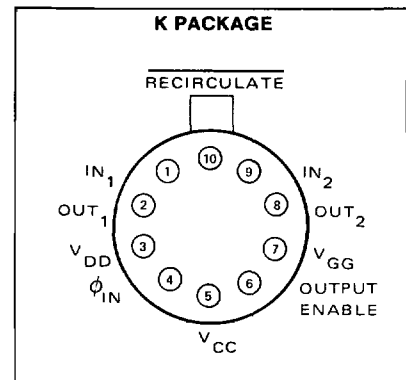 K PACKAGE
RECIRCULATE
10
IN1 1 9 IN2
OUT1 2 8 OUT2
VDD 3 7 VGG
ϕIN 4 6 OUTPUT
ENABLE
5
VCC